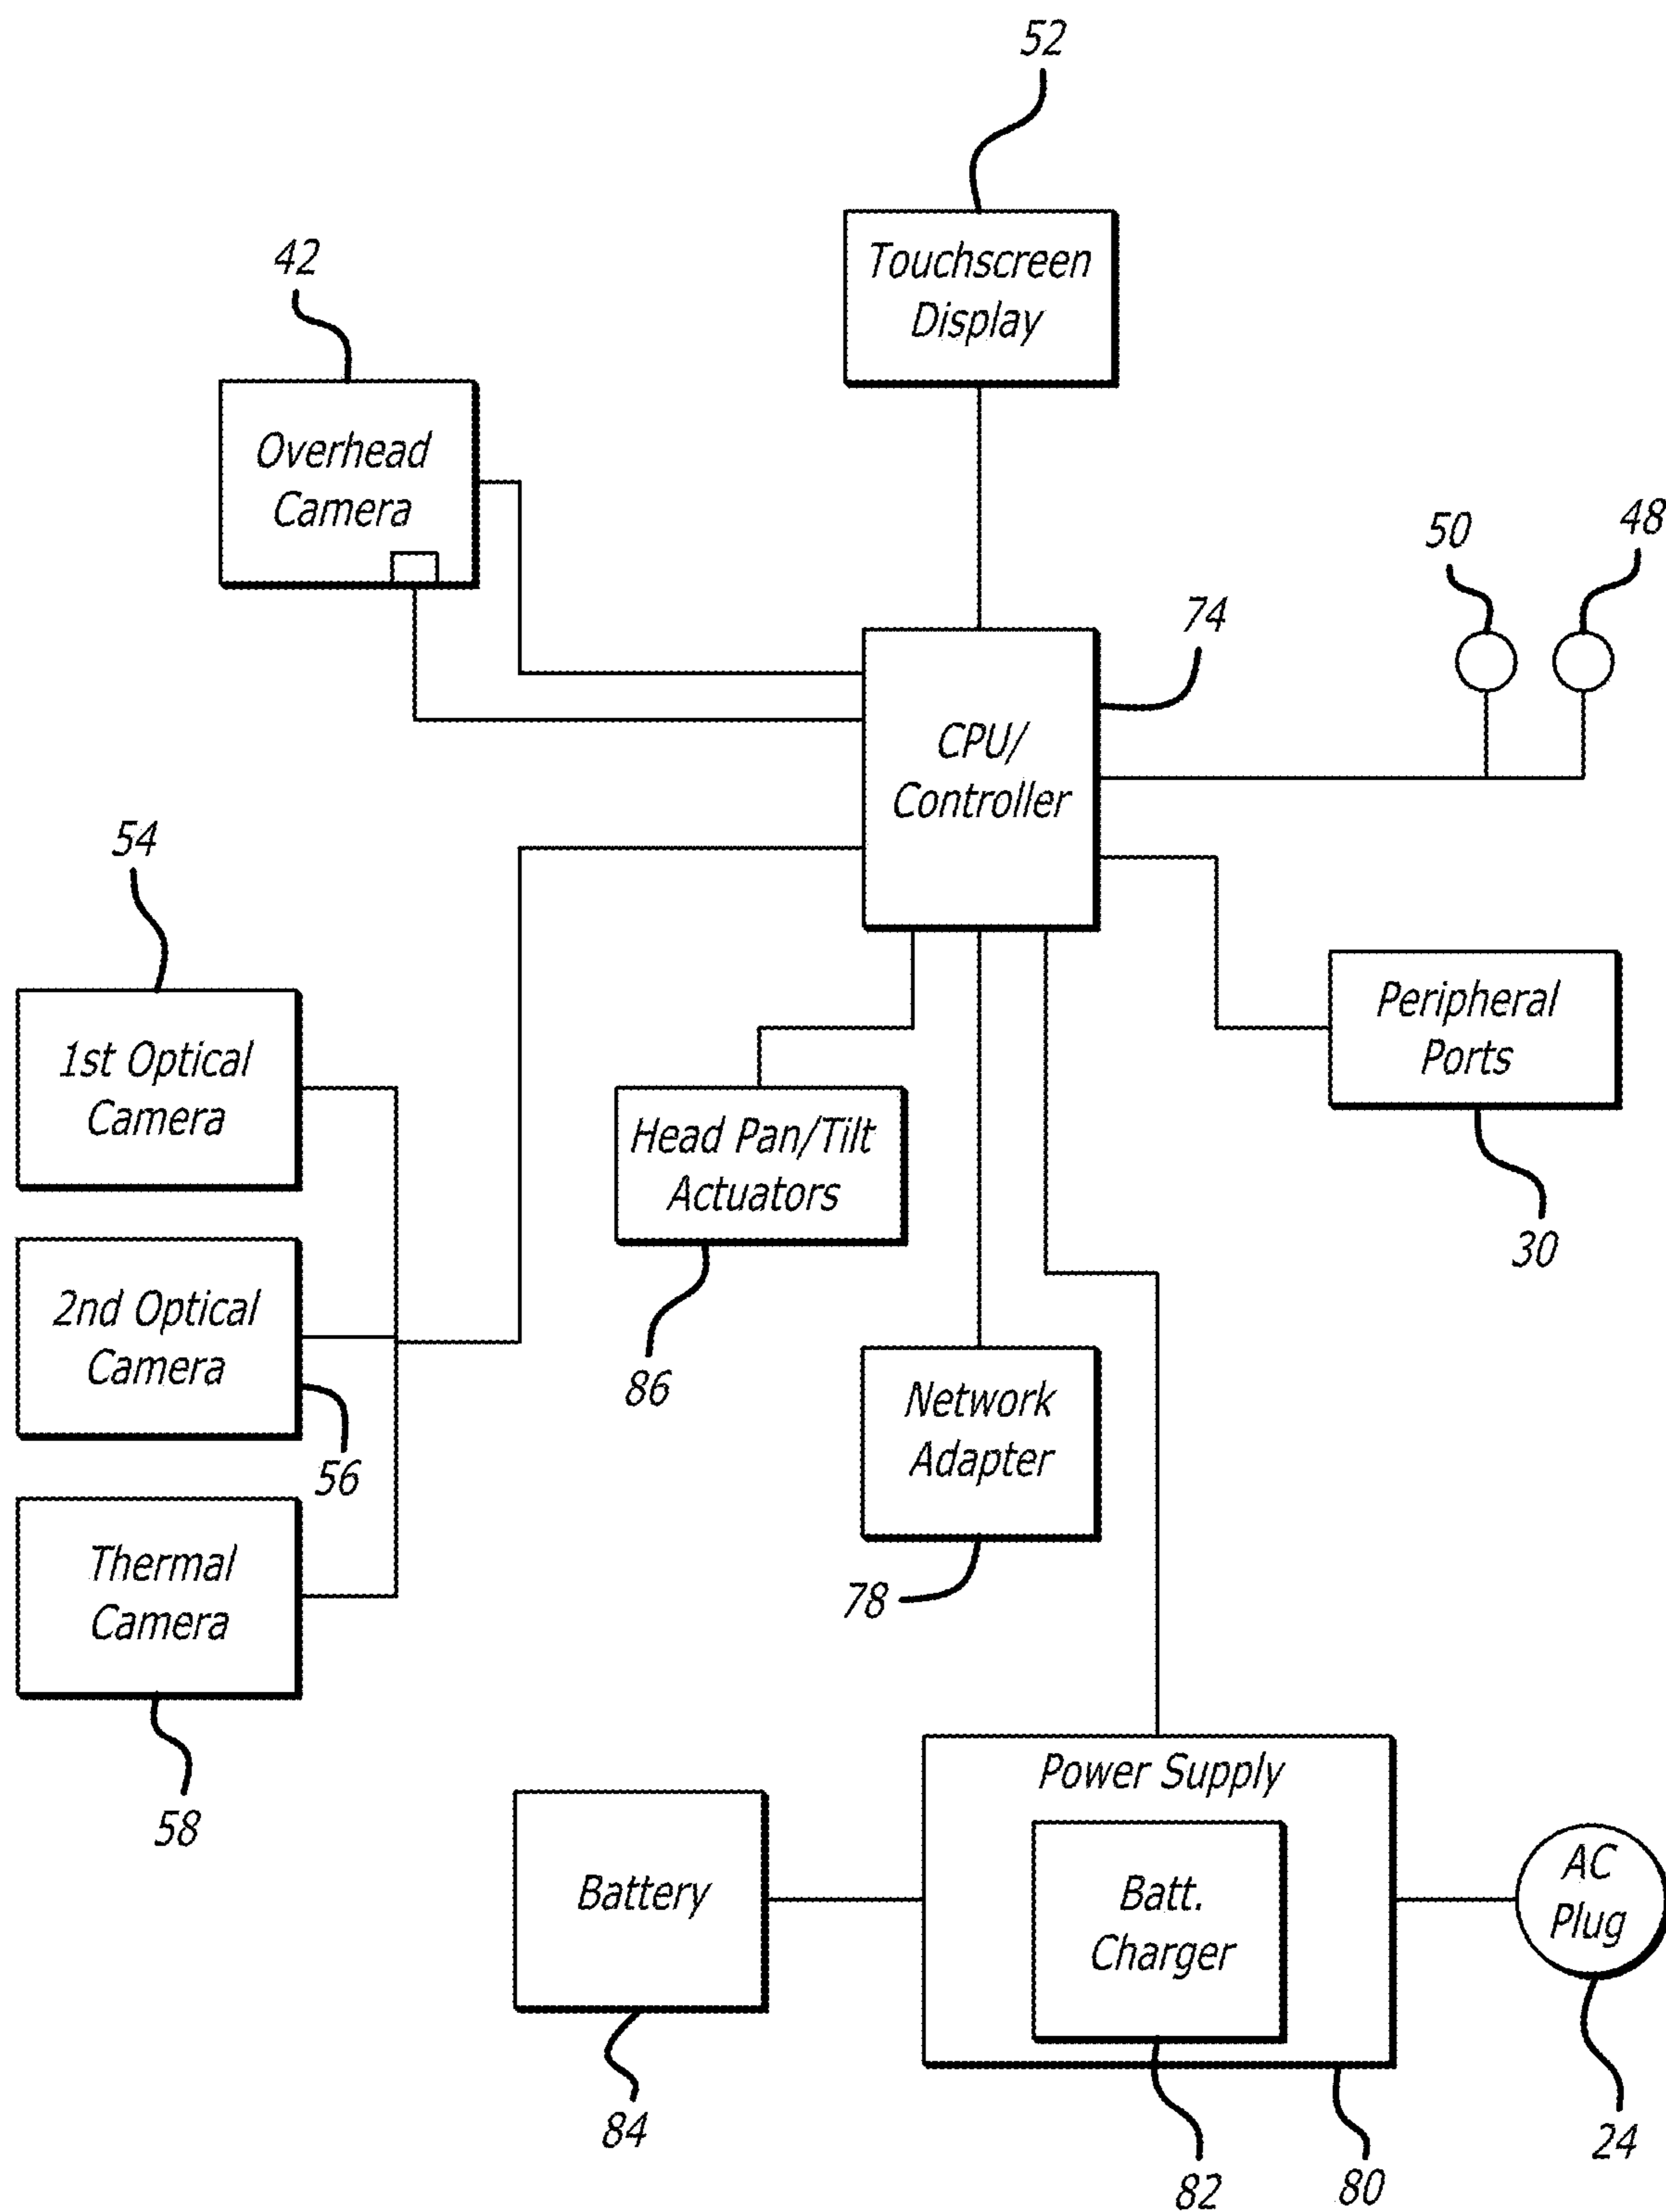 52
Touchscreen
Display
42
Overhead
Camera
50
48
74
CPU/
Controller
54
1st Optical
Camera
Peripheral
Ports
30
Head Pan/Tilt
Actuators
86
2nd Optical
Camera
56
Network
Adapter
78
Thermal
Camera
58
Power Supply
Battery
84
Batt.
Charger
82
80
AC
Plug
24